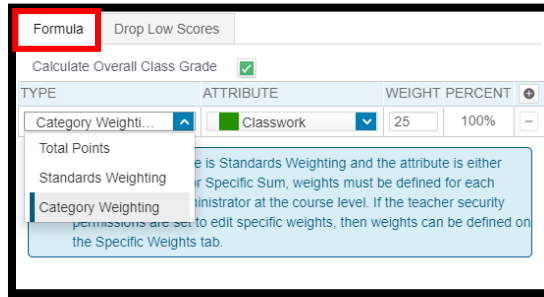 Formula Drop Low Scores
Calculate Overall Class Grade
TYPE ATTRIBUTE WEIGHT PERCENT
Category Weighti... Classwork 25 100%
Total Points
e is Standards Weighting and the attribute is either
Standards Weighting
r Specific Sum, weights must be defined for each
Category Weighting
ministrator at the course level. If the teacher security
permissions are set to edit specific weights, then weights can be defined on
the Specific Weights tab.